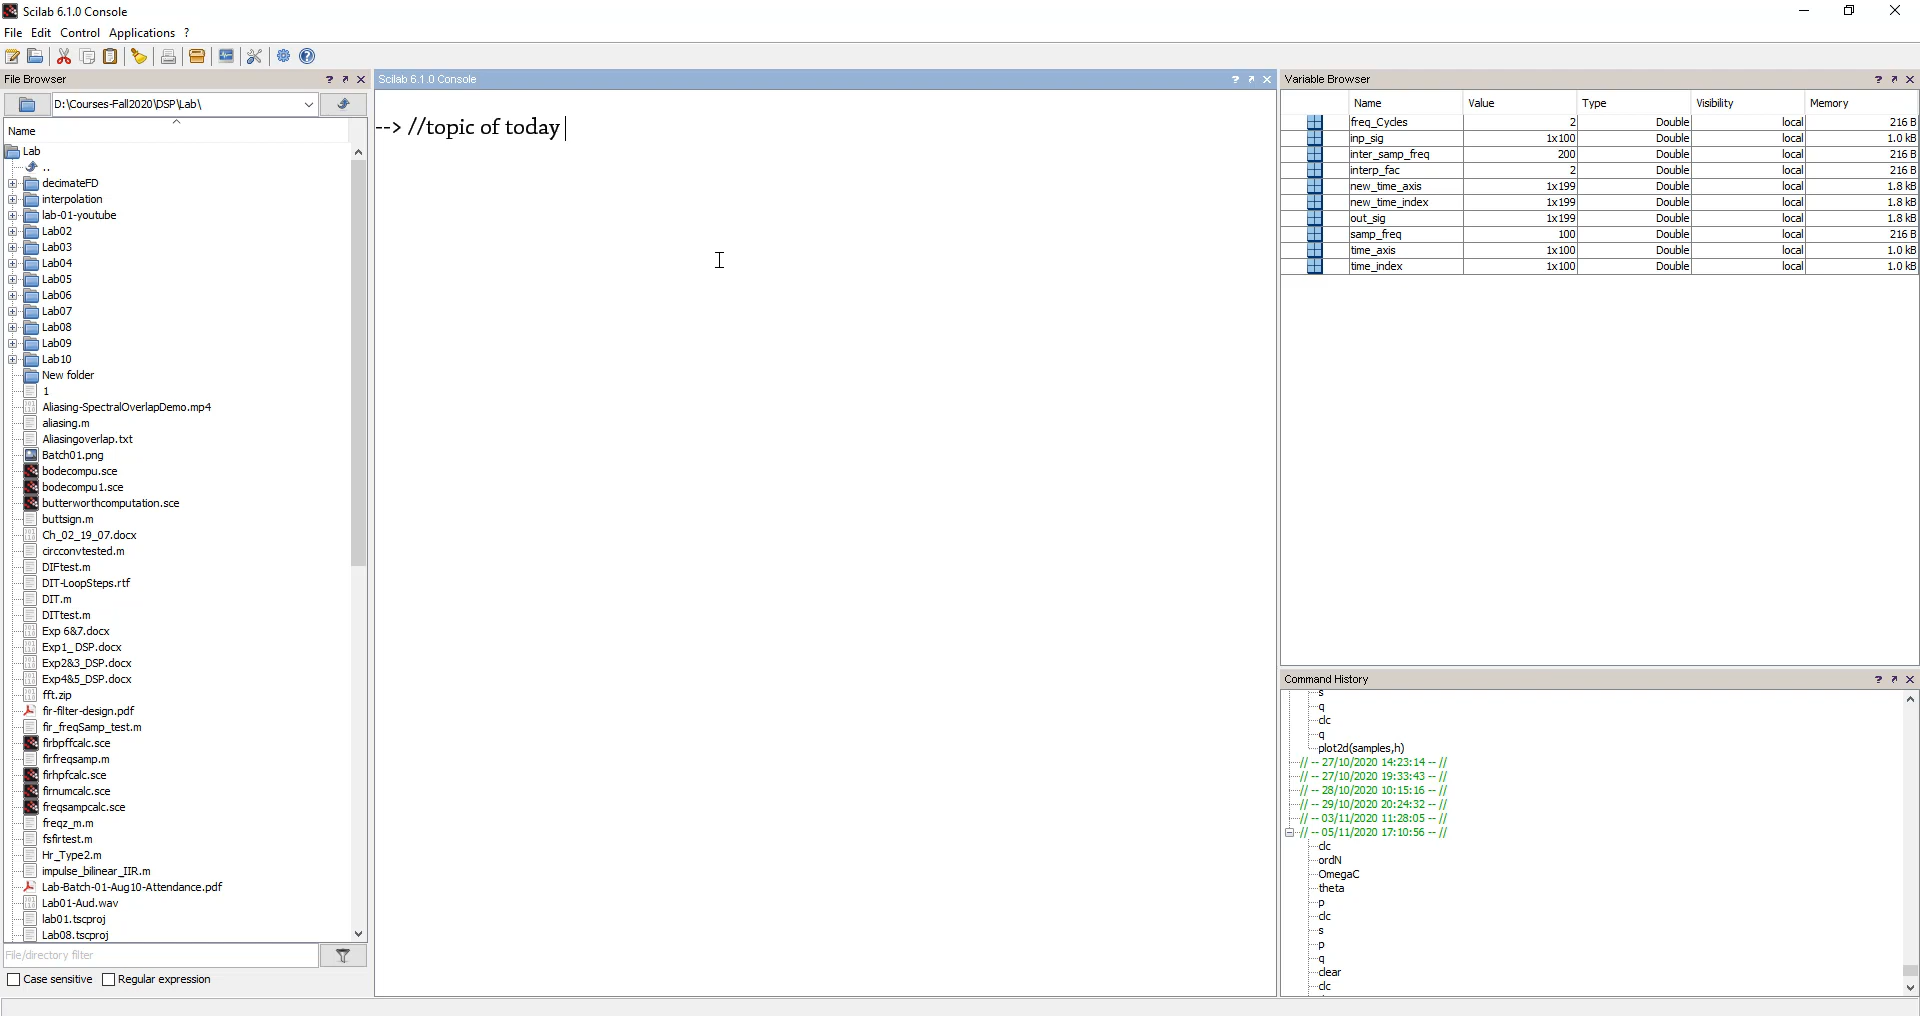 Scilab 6.1.0 Console
File Edit Control Applications ?
File Browser
D:\Courses-Fall2020\DSP\Lab\
Name
Lab
..
decimateFD
interpolation
lab-01-youtube
Lab02
Lab03
Lab04
Lab05
Lab06
Lab07
Lab08
Lab09
Lab10
New folder
1
Aliasing-SpectralOverlapDemo.mp4
aliasing.m
Aliasingoverlap.txt
Batch01.png
bodecompu.sce
bodecompu1.sce
butterworthcomputation.sce
buttsign.m
Ch_02_19_07.docx
circconvtested.m
DIFtest.m
DIT-LoopSteps.rtf
DIT.m
DITtest.m
Exp 6&7.docx
Exp1_ DSP.docx
Exp2&3_DSP.docx
Exp4&5_DSP.docx
fft.zip
fir-filter-design.pdf
fir_freqSamp_test.m
firbpffcalc.sce
firfreqsamp.m
firhpfcalc.sce
firnumcalc.sce
freqsampcalc.sce
freqz_m.m
fsfirtest.m
Hr_Type2.m
impulse_bilinear_IIR.m
Lab-Batch-01-Aug10-Attendance.pdf
Lab01-Aud.wav
lab01.tscproj
Lab08.tscproj
File/directory filter
Case sensitive Regular expression
Scilab 6.1.0 Console
--> //topic of today
Variable Browser
Name Value Type Visibility Memory
freq_Cycles 2 Double local 216 B
inp_sig 1x100 Double local 1.0 kB
inter_samp_freq 200 Double local 216 B
interp_fac 2 Double local 216 B
new_time_axis 1x199 Double local 1.8 kB
new_time_index 1x199 Double local 1.8 kB
out_sig 1x199 Double local 1.8 kB
samp_freq 100 Double local 216 B
time_axis 1x100 Double local 1.0 kB
time_index 1x100 Double local 1.0 kB
Command History
s
q
clc
q
plot2d(samples,h)
// -- 27/10/2020 14:23:14 -- //
// -- 27/10/2020 19:33:43 -- //
// -- 28/10/2020 10:15:16 -- //
// -- 29/10/2020 20:24:32 -- //
// -- 03/11/2020 11:28:05 -- //
// -- 05/11/2020 17:10:56 -- //
clc
ordN
OmegaC
theta
p
clc
s
p
q
clear
clc